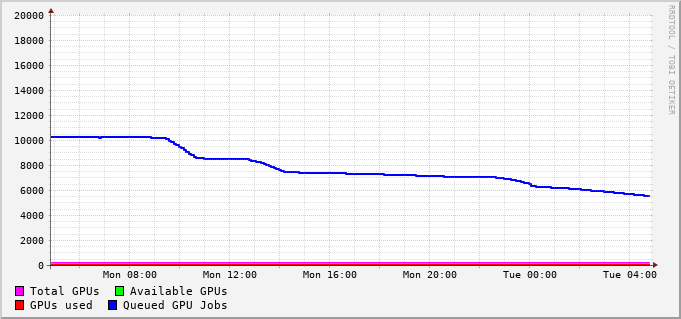 20000
18000
16000
14000
12000
10000
8000
6000
4000
2000
0
Mon 08:00 Mon 12:00 Mon 16:00 Mon 20:00 Tue 00:00 Tue 04:00
Total GPUs Available GPUs
GPUs used Queued GPU Jobs
RRDTOOL / TOBI OETIKER